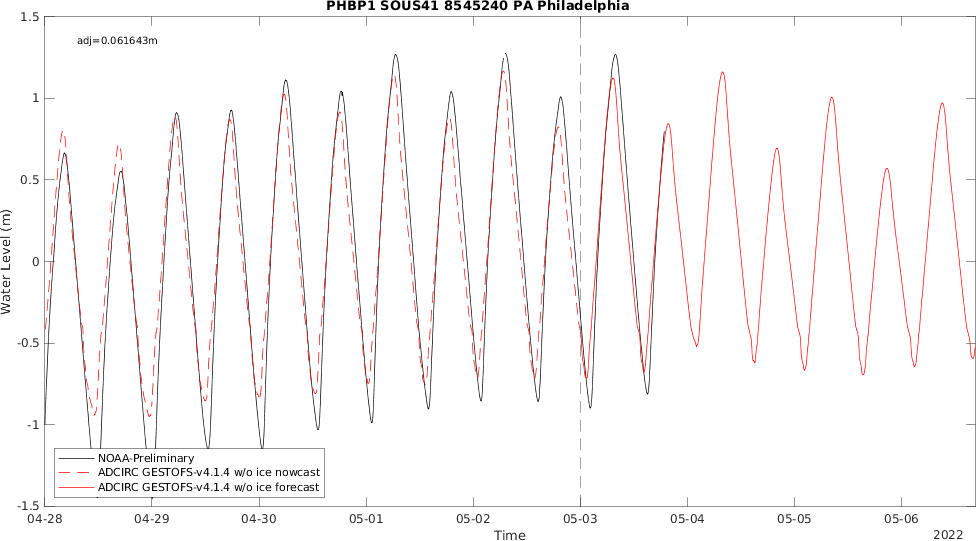 PHBP1 SOUS41 8545240 PA Philadelphia
adj=0.061643m
1.5
1
0.5
0
-0.5
-1
-1.5
Water Level (m)
NOAA-Preliminary
ADCIRC GESTOFS-v4.1.4 w/o ice nowcast
ADCIRC GESTOFS-v4.1.4 w/o ice forecast
04-28 04-29 04-30 05-01 05-02 05-03 05-04 05-05 05-06
Time
2022